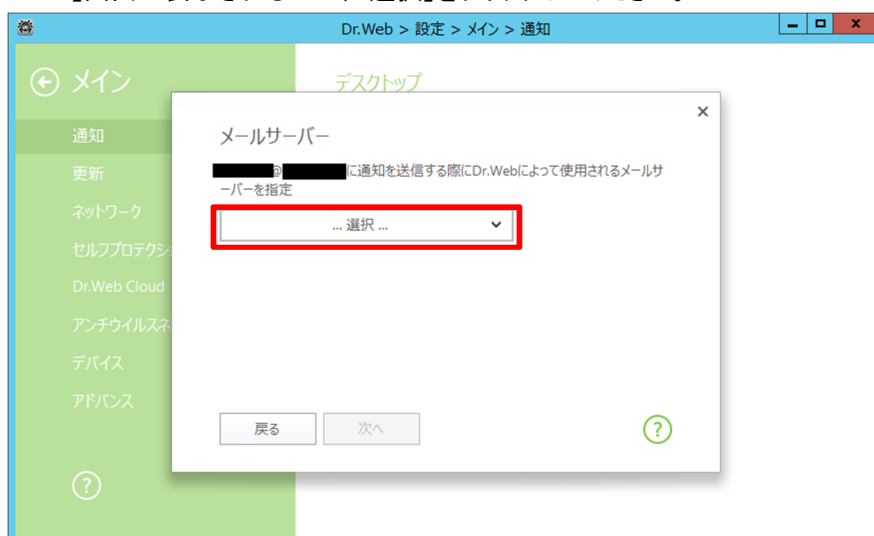 Dr.Web > 設定 > メイン > 通知
メイン
デスクトップ
通知
更新
ネットワーク
セルフプロテクシ
Dr.Web Cloud
アンチウイルスネ
デバイス
アドバンス
メールサーバー
@ に通知を送信する際にDr.Webによって使用されるメールサ
ーバーを指定
... 選択 ...
戻る
次へ
?
?